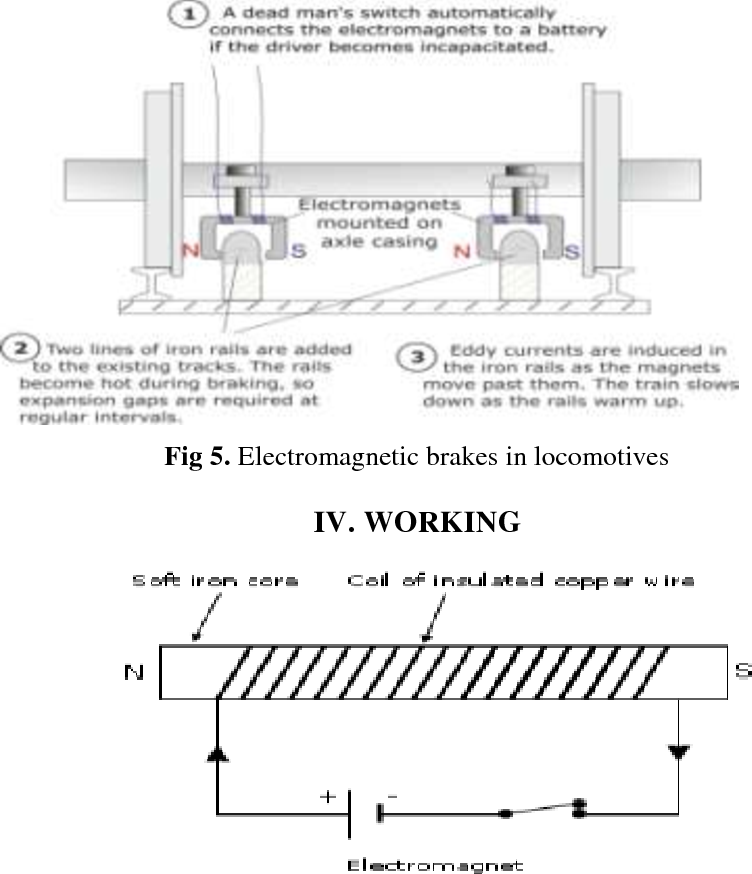 1 A dead man's switch automatically
connects the electromagnets to a battery
if the driver becomes incapacitated.
Electromagnets
mounted on
axle casing
N S N S
2 Two lines of iron rails are added
to the existing tracks. The rails
become hot during braking, so
expansion gaps are required at
regular intervals.
3 Eddy currents are induced in
the iron rails as the magnets
move past them. The train slows
down as the rails warm up.
Fig 5. Electromagnetic brakes in locomotives
IV. WORKING
Soft iron core Coil of insulated copper wire
N S
+ -
Electromagnet